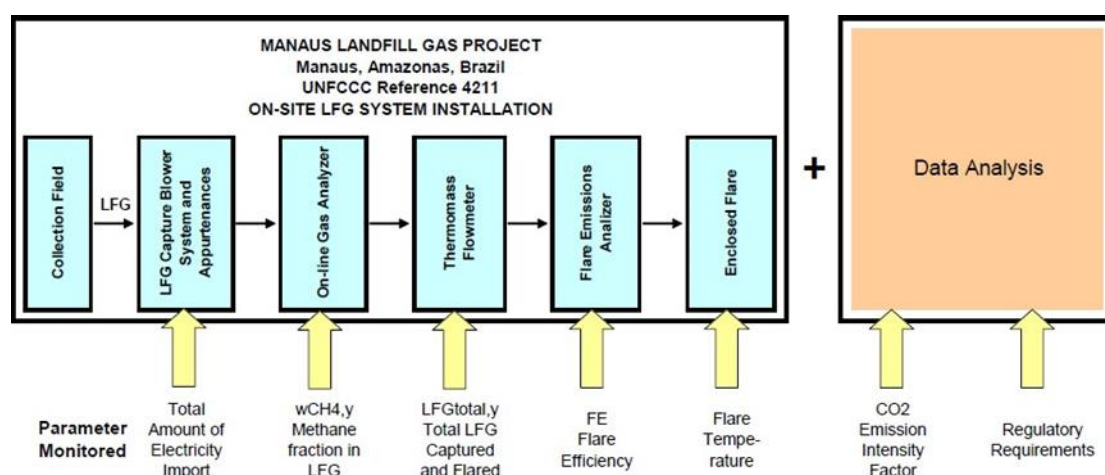 MANAUS LANDFILL GAS PROJECT
Manaus, Amazonas, Brazil
UNFCCC Reference 4211
ON-SITE LFG SYSTEM INSTALLATION
Collection Field
LFG
LFG Capture Blower
System and
Appurtenances
On-line Gas Analyzer
Thermomass
Flowmeter
Flare Emissions
Analizer
Enclosed Flare
+
Data Analysis
Parameter
Monitored
Total
Amount of
Electricity
Import
wCH4,y
Methane
fraction in
LFG
LFGtotal,y
Total LFG
Captured
and Flared
FE
Flare
Efficiency
Flare
Tempe-
rature
CO2
Emission
Intensity
Factor
Regulatory
Requirements